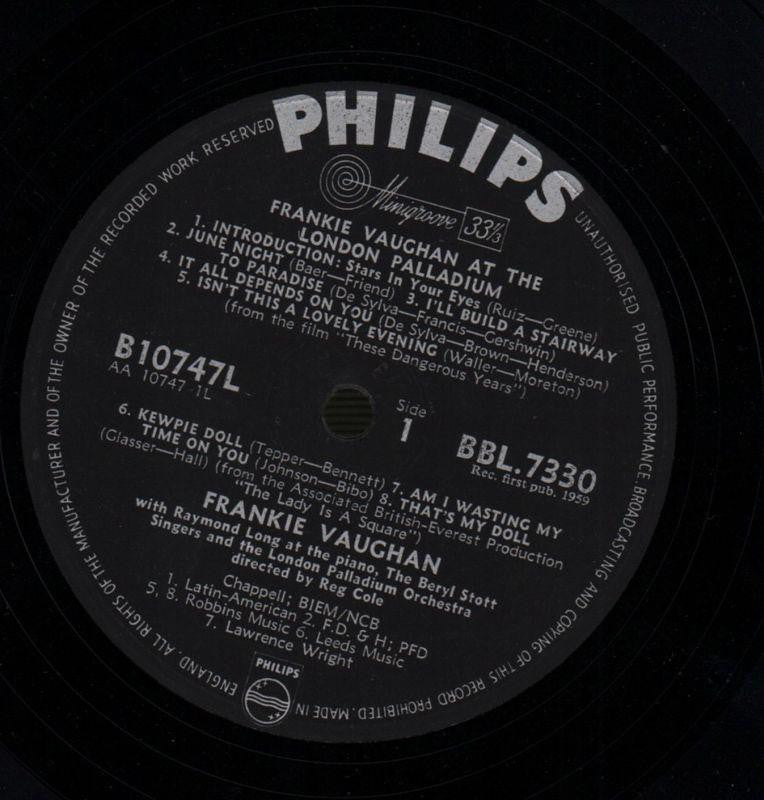 PHILIPS
Minigroove 33⅓
FRANKIE VAUGHAN AT THE
LONDON PALLADIUM
1. INTRODUCTION: Stars In Your Eyes (Ruiz—Greene)
2. JUNE NIGHT (Baer—Friend) 3. I'LL BUILD A STAIRWAY
TO PARADISE (De Sylva—Francis—Gershwin)
4. IT ALL DEPENDS ON YOU (De Sylva—Brown—Henderson)
5. ISN'T THIS A LOVELY EVENING (Waller—Moreton)
(from the film "These Dangerous Years")
B10747L
AA 10747 1L
Side
1
BBL.7330
Rec. first pub. 1959
6. KEWPIE DOLL (Tepper—Bennett) 7. AM I WASTING MY
TIME ON YOU (Johnson—Bibo) 8. THAT'S MY DOLL
(Glasser—Hall) (from the Associated British-Everest Production
"The Lady Is A Square")
FRANKIE VAUGHAN
with Raymond Long at the piano, The Beryl Stott
Singers and the London Palladium Orchestra
directed by Reg Cole
Chappell; BIEM/NCB
1. Latin-American 2. F.D. & H; PFD
5, 8. Robbins Music 6. Leeds Music
7. Lawrence Wright
PHILIPS
MADE IN ENGLAND ALL RIGHTS OF THE MANUFACTURER AND OF THE OWNER OF THE RECORDED WORK RESERVED
UNAUTHORISED PUBLIC PERFORMANCE, BROADCASTING AND COPYING OF THIS RECORD PROHIBITED.